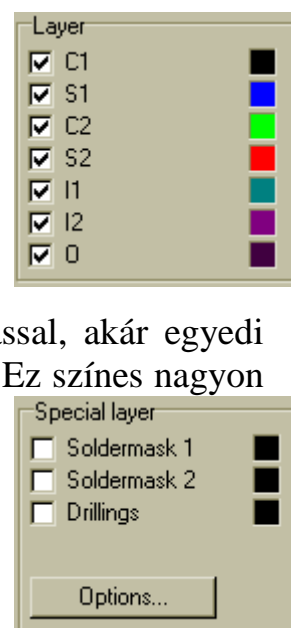 Layer
C1
S1
C2
S2
I1
I2
O
ással, akár egyedi
Ez színes nagyon
Special layer
Soldermask 1
Soldermask 2
Drillings
Options...